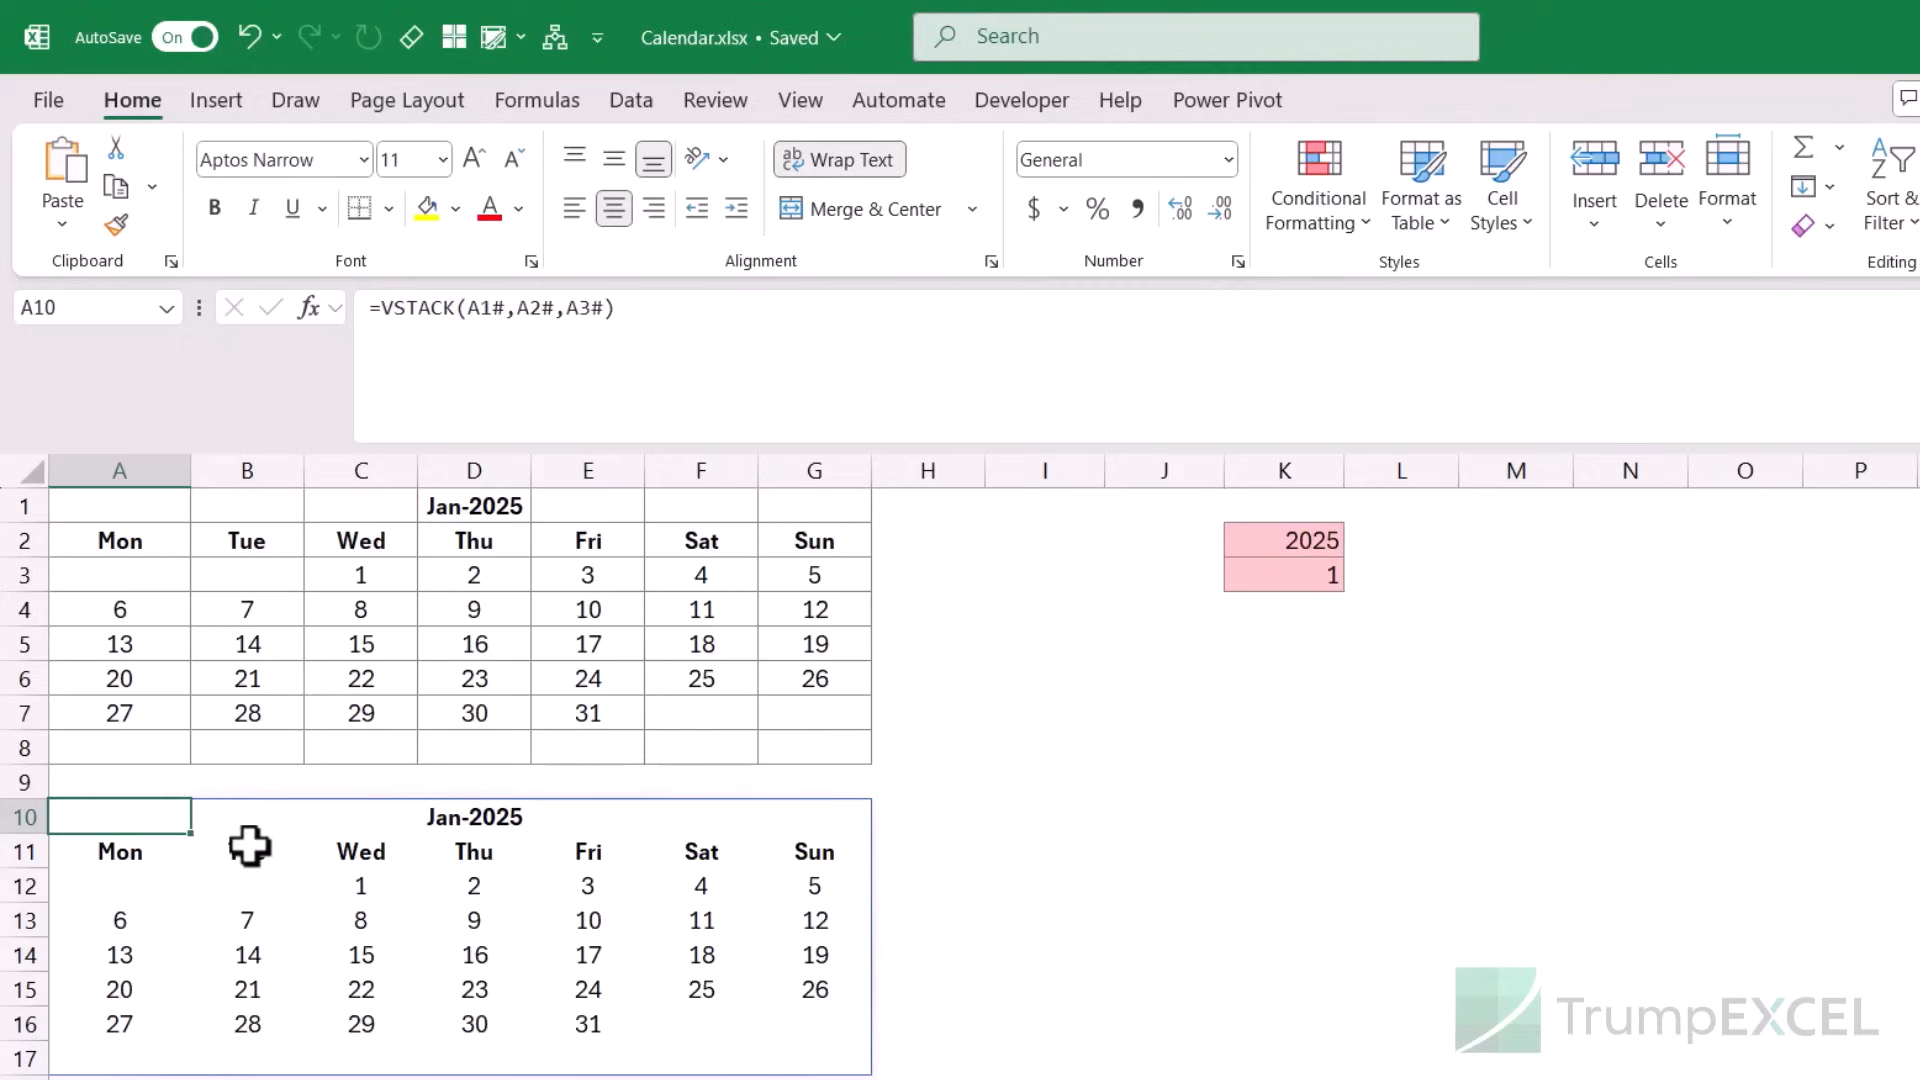 AutoSave On Calendar.xlsx • Saved Search
File Home Insert Draw Page Layout Formulas Data Review View Automate Developer Help Power Pivot
Paste Aptos Narrow 11 Wrap Text General Conditional Formatting Format as Table Cell Styles Insert Delete Format Sort & Filter
B I U A Merge & Center $ % 9
Clipboard Font Alignment Number Styles Cells Editing
A10 fx =VSTACK(A1#,A2#,A3#)
A B C D E F G H I J K L M N O P
1 Jan-2025
2 Mon Tue Wed Thu Fri Sat Sun 2025
3 1 2 3 4 5 1
4 6 7 8 9 10 11 12
5 13 14 15 16 17 18 19
6 20 21 22 23 24 25 26
7 27 28 29 30 31
8
9
10 Jan-2025
11 Mon Wed Thu Fri Sat Sun
12 1 2 3 4 5
13 6 7 8 9 10 11 12
14 13 14 15 16 17 18 19
15 20 21 22 23 24 25 26
16 27 28 29 30 31
17
TrumpEXCEL